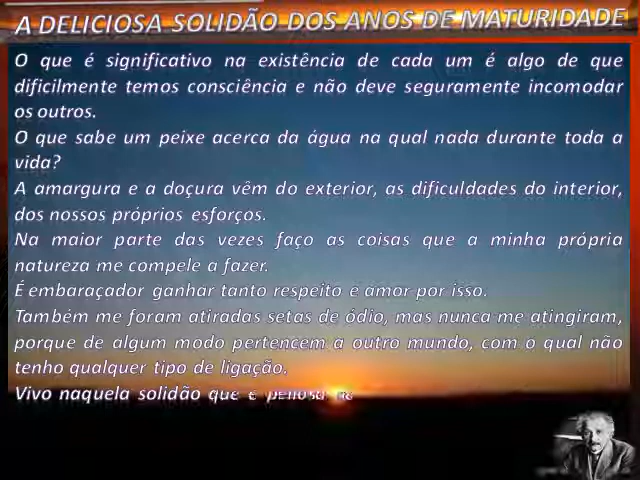 A DELICIOSA SOLIDÃO DOS ANOS DE MATURIDADE
O que é significativo na existência de cada um é algo de que
dificilmente temos consciência e não deve seguramente incomodar
os outros.
O que sabe um peixe acerca da água na qual nada durante toda a
vida?
A amargura e a doçura vêm do exterior, as dificuldades do interior,
dos nossos próprios esforços.
Na maior parte das vezes faço as coisas que a minha própria
natureza me compele a fazer.
É embaraçador ganhar tanto respeito e amor por isso.
Também me foram atiradas setas de ódio, mas nunca me atingiram,
porque de algum modo pertencem a outro mundo, com o qual não
tenho qualquer tipo de ligação.
Vivo naquela solidão que é penosa